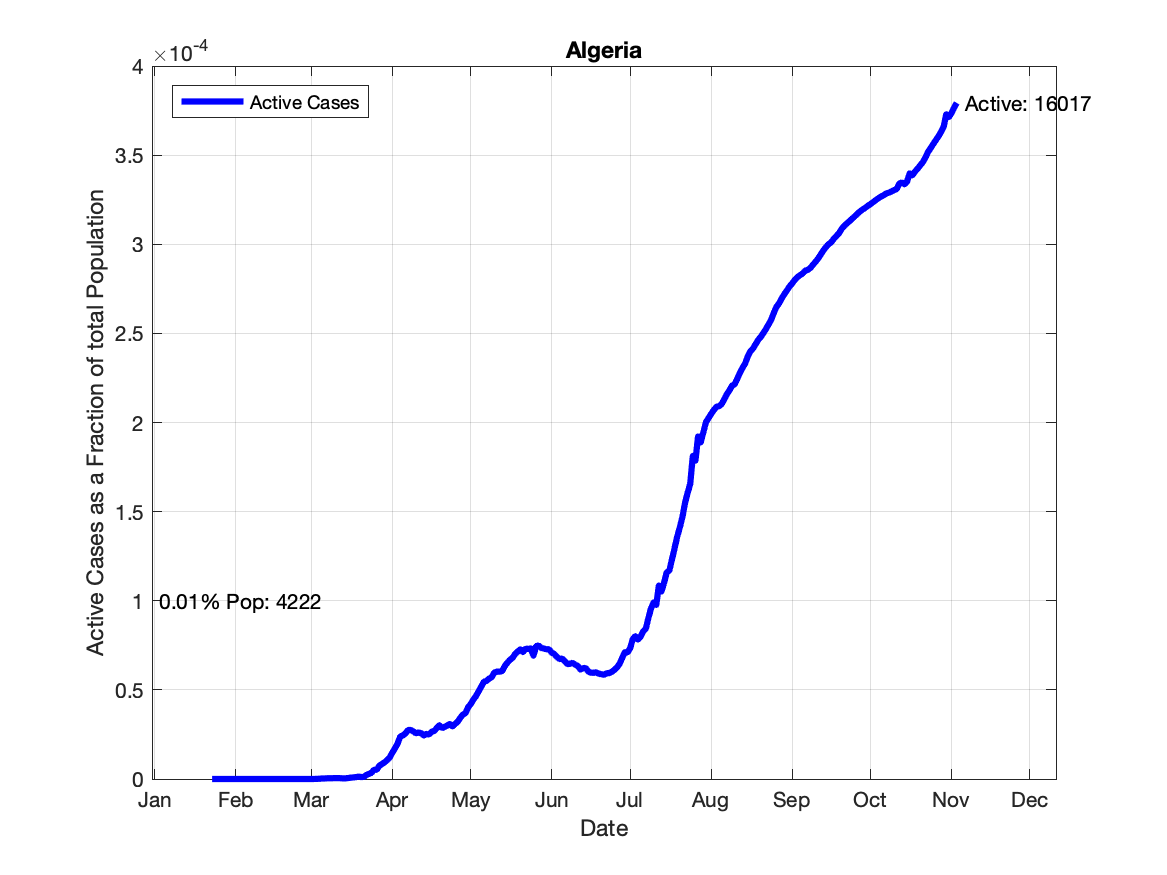 Algeria
×10-4
4
3.5
3
2.5
2
1.5
1
0.5
0
Active Cases as a Fraction of total Population
Active Cases
Active: 16017
0.01% Pop: 4222
Jan Feb Mar Apr May Jun Jul Aug Sep Oct Nov Dec
Date